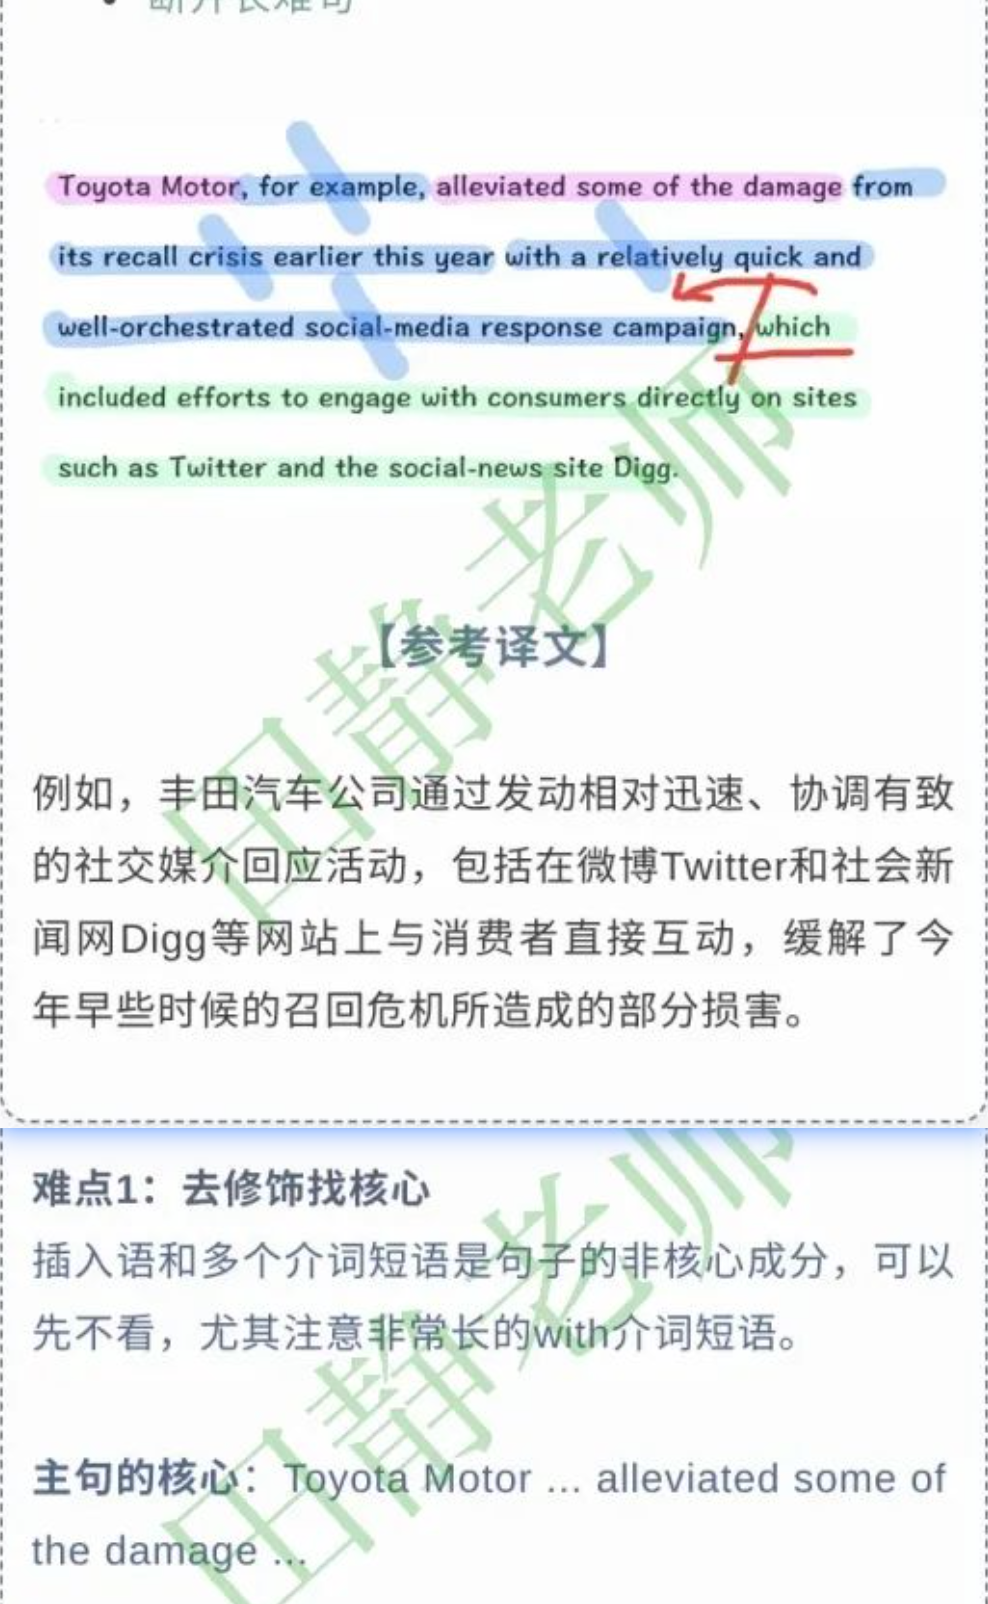 断开长难句
Toyota Motor, for example, alleviated some of the damage from
its recall crisis earlier this year with a relatively quick and
well-orchestrated social-media response campaign, which
included efforts to engage with consumers directly on sites
such as Twitter and the social-news site Digg.
田静老师
【参考译文】
例如，丰田汽车公司通过发动相对迅速、协调有致
的社交媒介回应活动，包括在微博Twitter和社会新
闻网Digg等网站上与消费者直接互动，缓解了今
年早些时候的召回危机所造成的部分损害。
难点1：去修饰找核心
插入语和多个介词短语是句子的非核心成分，可以
先不看，尤其注意非常长的with介词短语。
田静老师
主句的核心：Toyota Motor ... alleviated some of
the damage ...